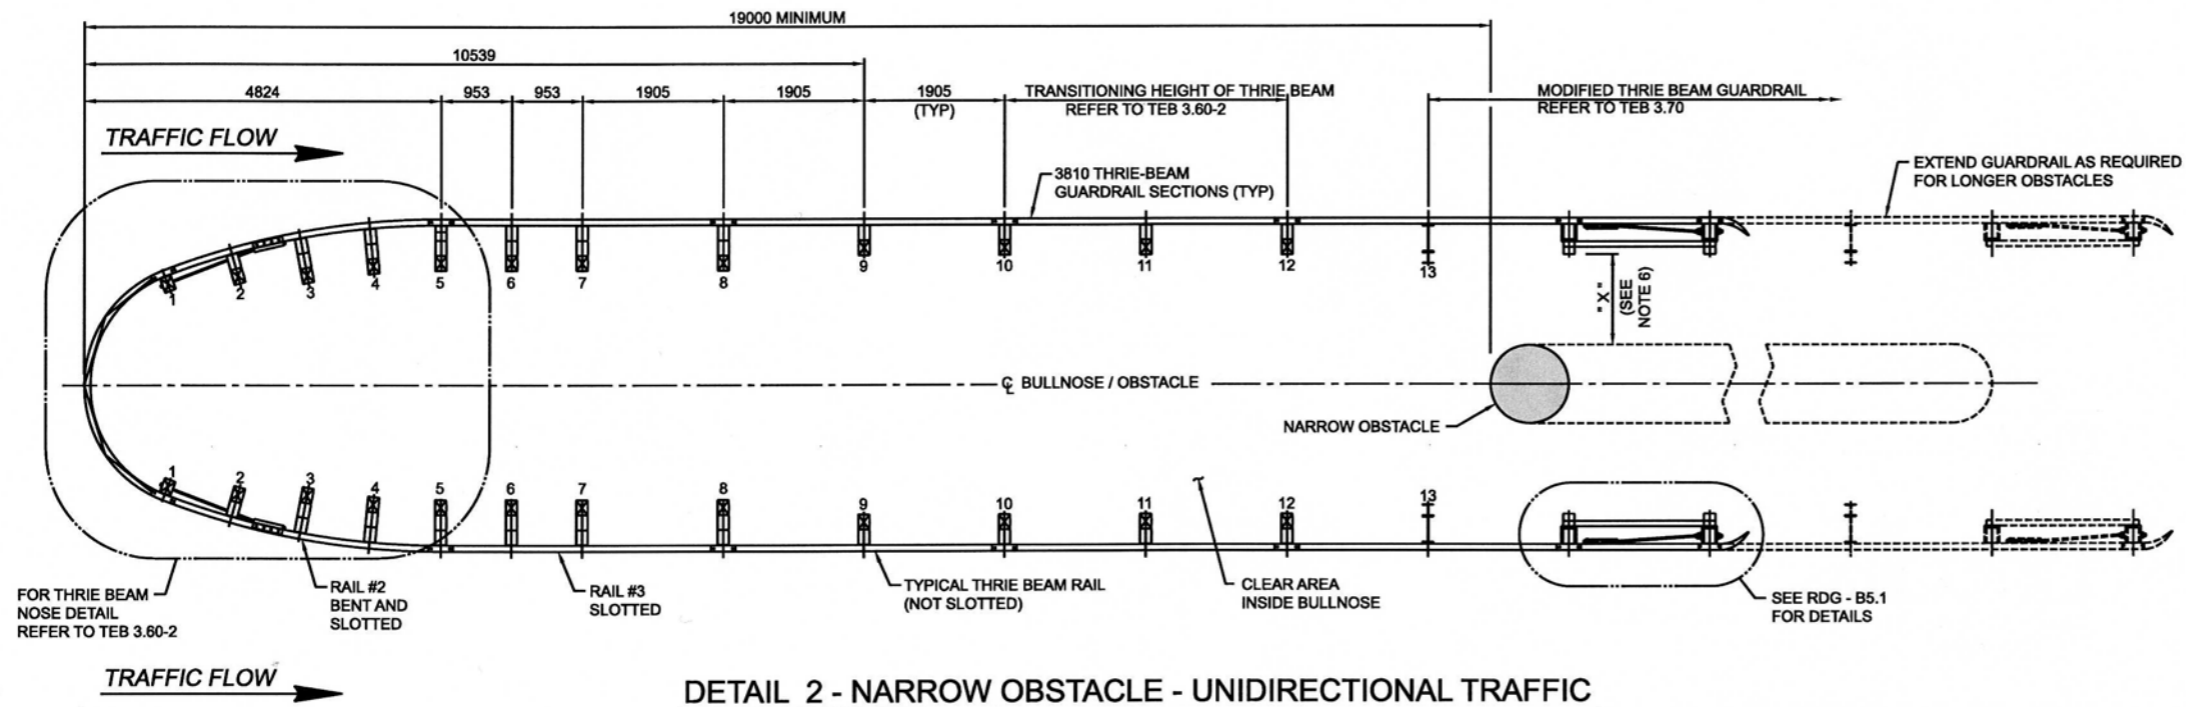 19000 MINIMUM
10539
4824
953
953
1905
1905
1905
(TYP)
TRANSITIONING HEIGHT OF THRIE BEAM
REFER TO TEB 3.60-2
MODIFIED THRIE BEAM GUARDRAIL
REFER TO TEB 3.70
TRAFFIC FLOW
3810 THRIE-BEAM
GUARDRAIL SECTIONS (TYP)
EXTEND GUARDRAIL AS REQUIRED
FOR LONGER OBSTACLES
1 2 3 4 5 6 7 8 9 10 11 12 13
"X"
(SEE
NOTE 6)
℄ BULLNOSE / OBSTACLE
NARROW OBSTACLE
1 2 3 4 5 6 7 8 9 10 11 12 13
FOR THRIE BEAM
NOSE DETAIL
REFER TO TEB 3.60-2
RAIL #2
BENT AND
SLOTTED
RAIL #3
SLOTTED
TYPICAL THRIE BEAM RAIL
(NOT SLOTTED)
CLEAR AREA
INSIDE BULLNOSE
SEE RDG - B5.1
FOR DETAILS
TRAFFIC FLOW
DETAIL 2 - NARROW OBSTACLE - UNIDIRECTIONAL TRAFFIC